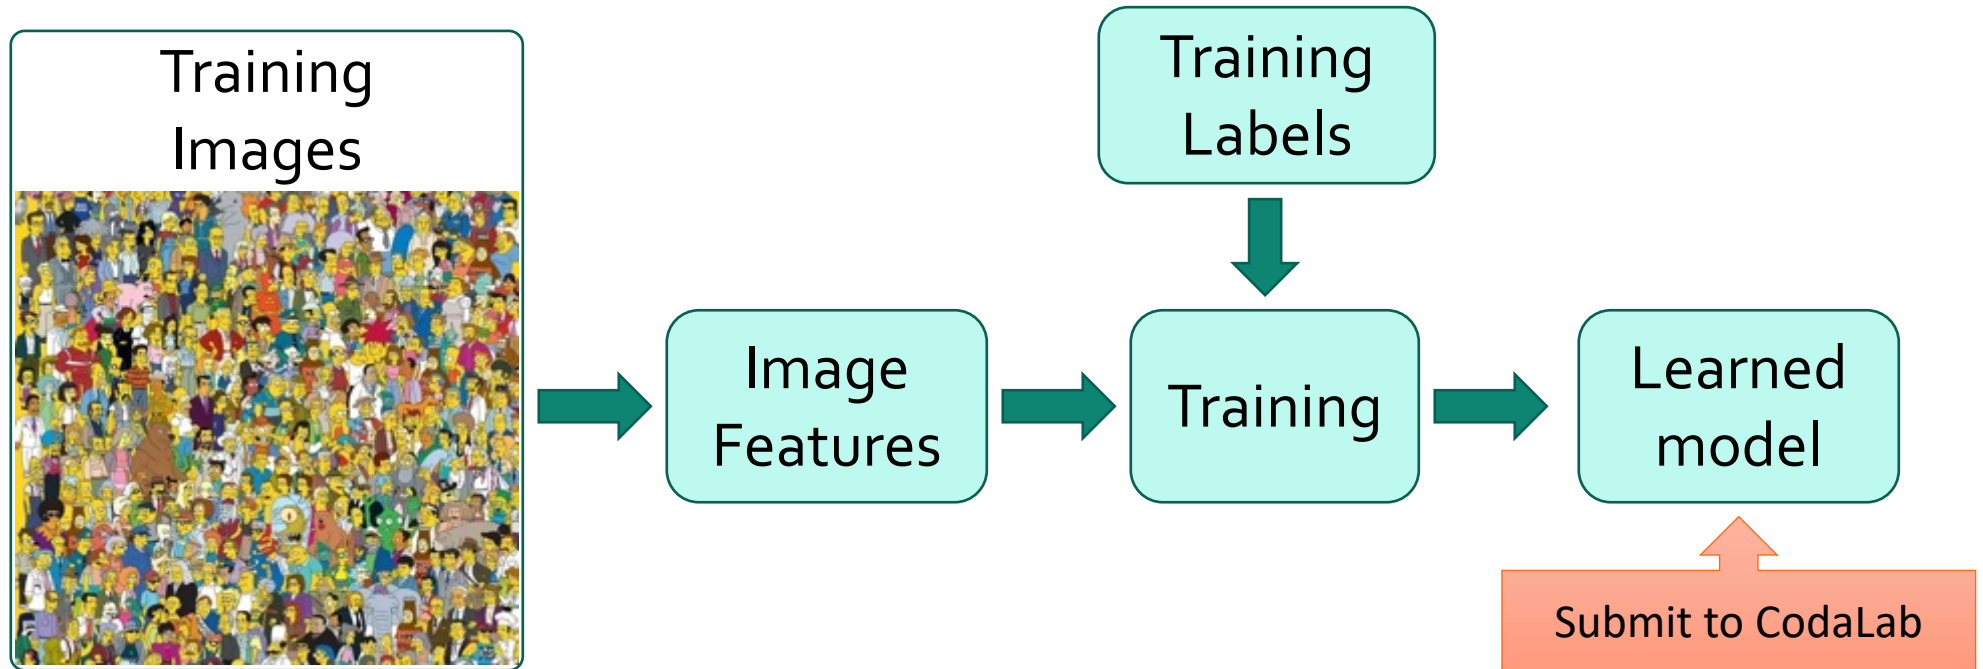 Training
Images
Training
Labels
Image
Features
Training
Learned
model
Submit to CodaLab